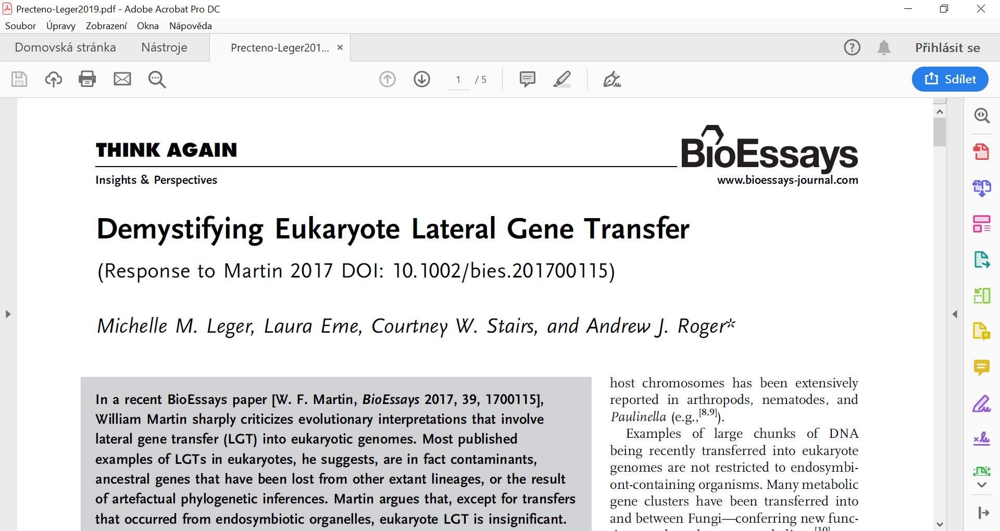 Precteno-Leger2019.pdf - Adobe Acrobat Pro DC
Soubor Úpravy Zobrazení Okna Nápověda
Domovská stránka Nástroje Precteno-Leger201... × Přihlásit se
1 / 5 Sdílet
THINK AGAIN
BioEssays
Insights & Perspectives
www.bioessays-journal.com
Demystifying Eukaryote Lateral Gene Transfer
(Response to Martin 2017 DOI: 10.1002/bies.201700115)
Michelle M. Leger, Laura Eme, Courtney W. Stairs, and Andrew J. Roger*
In a recent BioEssays paper [W. F. Martin, BioEssays 2017, 39, 1700115],
William Martin sharply criticizes evolutionary interpretations that involve
lateral gene transfer (LGT) into eukaryotic genomes. Most published
examples of LGTs in eukaryotes, he suggests, are in fact contaminants,
ancestral genes that have been lost from other extant lineages, or the result
of artefactual phylogenetic inferences. Martin argues that, except for transfers
that occurred from endosymbiotic organelles, eukaryote LGT is insignificant.
host chromosomes has been extensively
reported in arthropods, nematodes, and
Paulinella (e.g.,[8,9]).
Examples of large chunks of DNA
being recently transferred into eukaryote
genomes are not restricted to endosymbi-
ont-containing organisms. Many metabolic
gene clusters have been transferred into
and between Fungi—conferring new func-
[10]